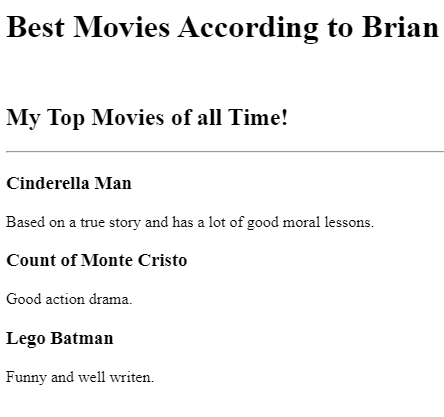 Best Movies According to Brian
My Top Movies of all Time!
Cinderella Man
Based on a true story and has a lot of good moral lessons.
Count of Monte Cristo
Good action drama.
Lego Batman
Funny and well writen.